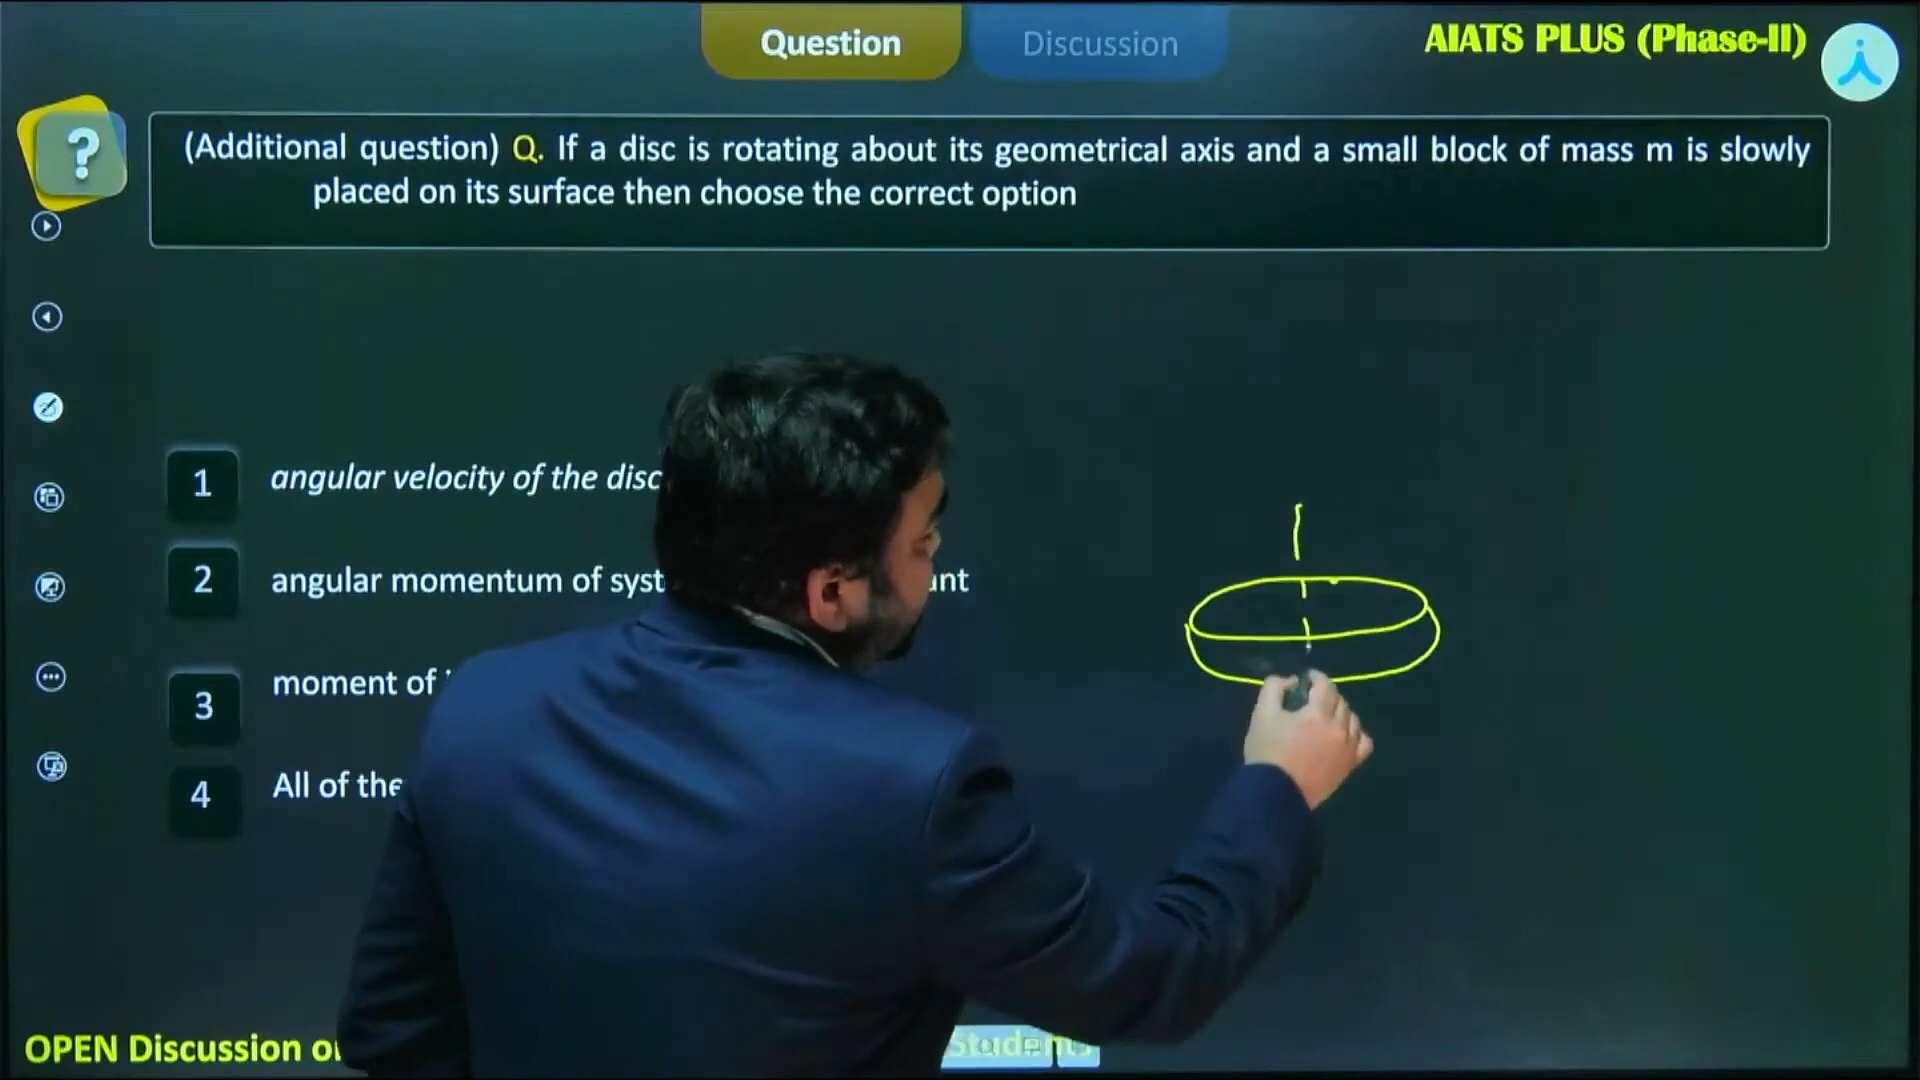 Question
Discussion
AIATS PLUS (Phase-II)
?
(Additional question) Q. If a disc is rotating about its geometrical axis and a small block of mass m is slowly
placed on its surface then choose the correct option
1 angular velocity of the disc
2 angular momentum of
3 moment of
4 All of the
OPEN Discussion
Students